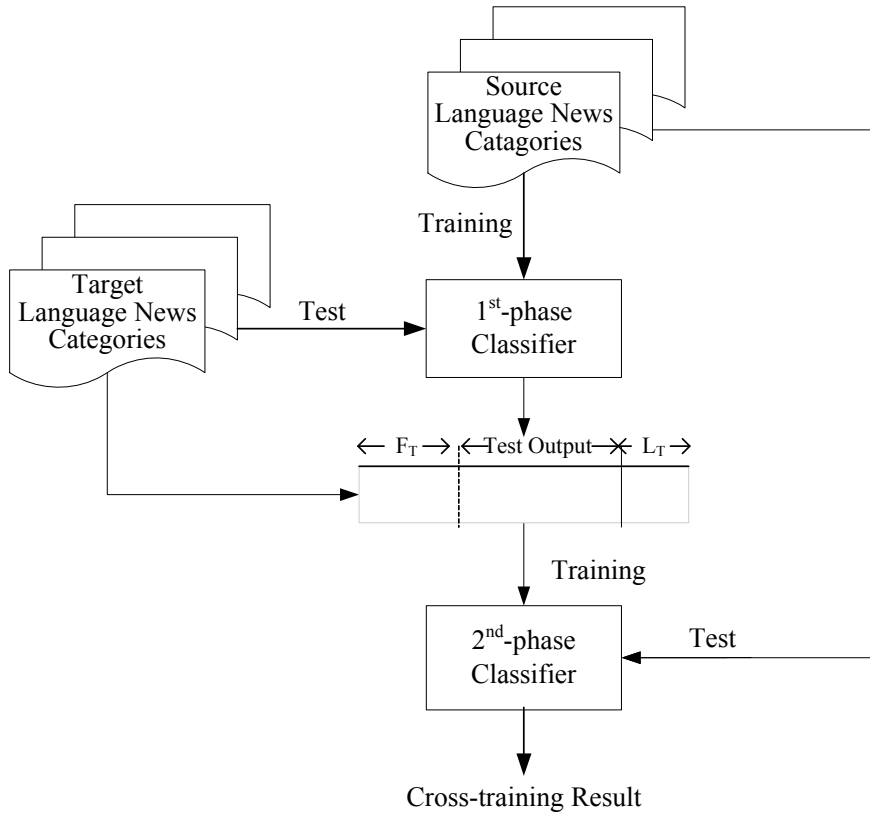 Source
Language News
Catagories
Training
Target
Language News
Categories
Test
1st-phase
Classifier
FT
Test Output
LT
Training
2nd-phase
Classifier
Test
Cross-training Result